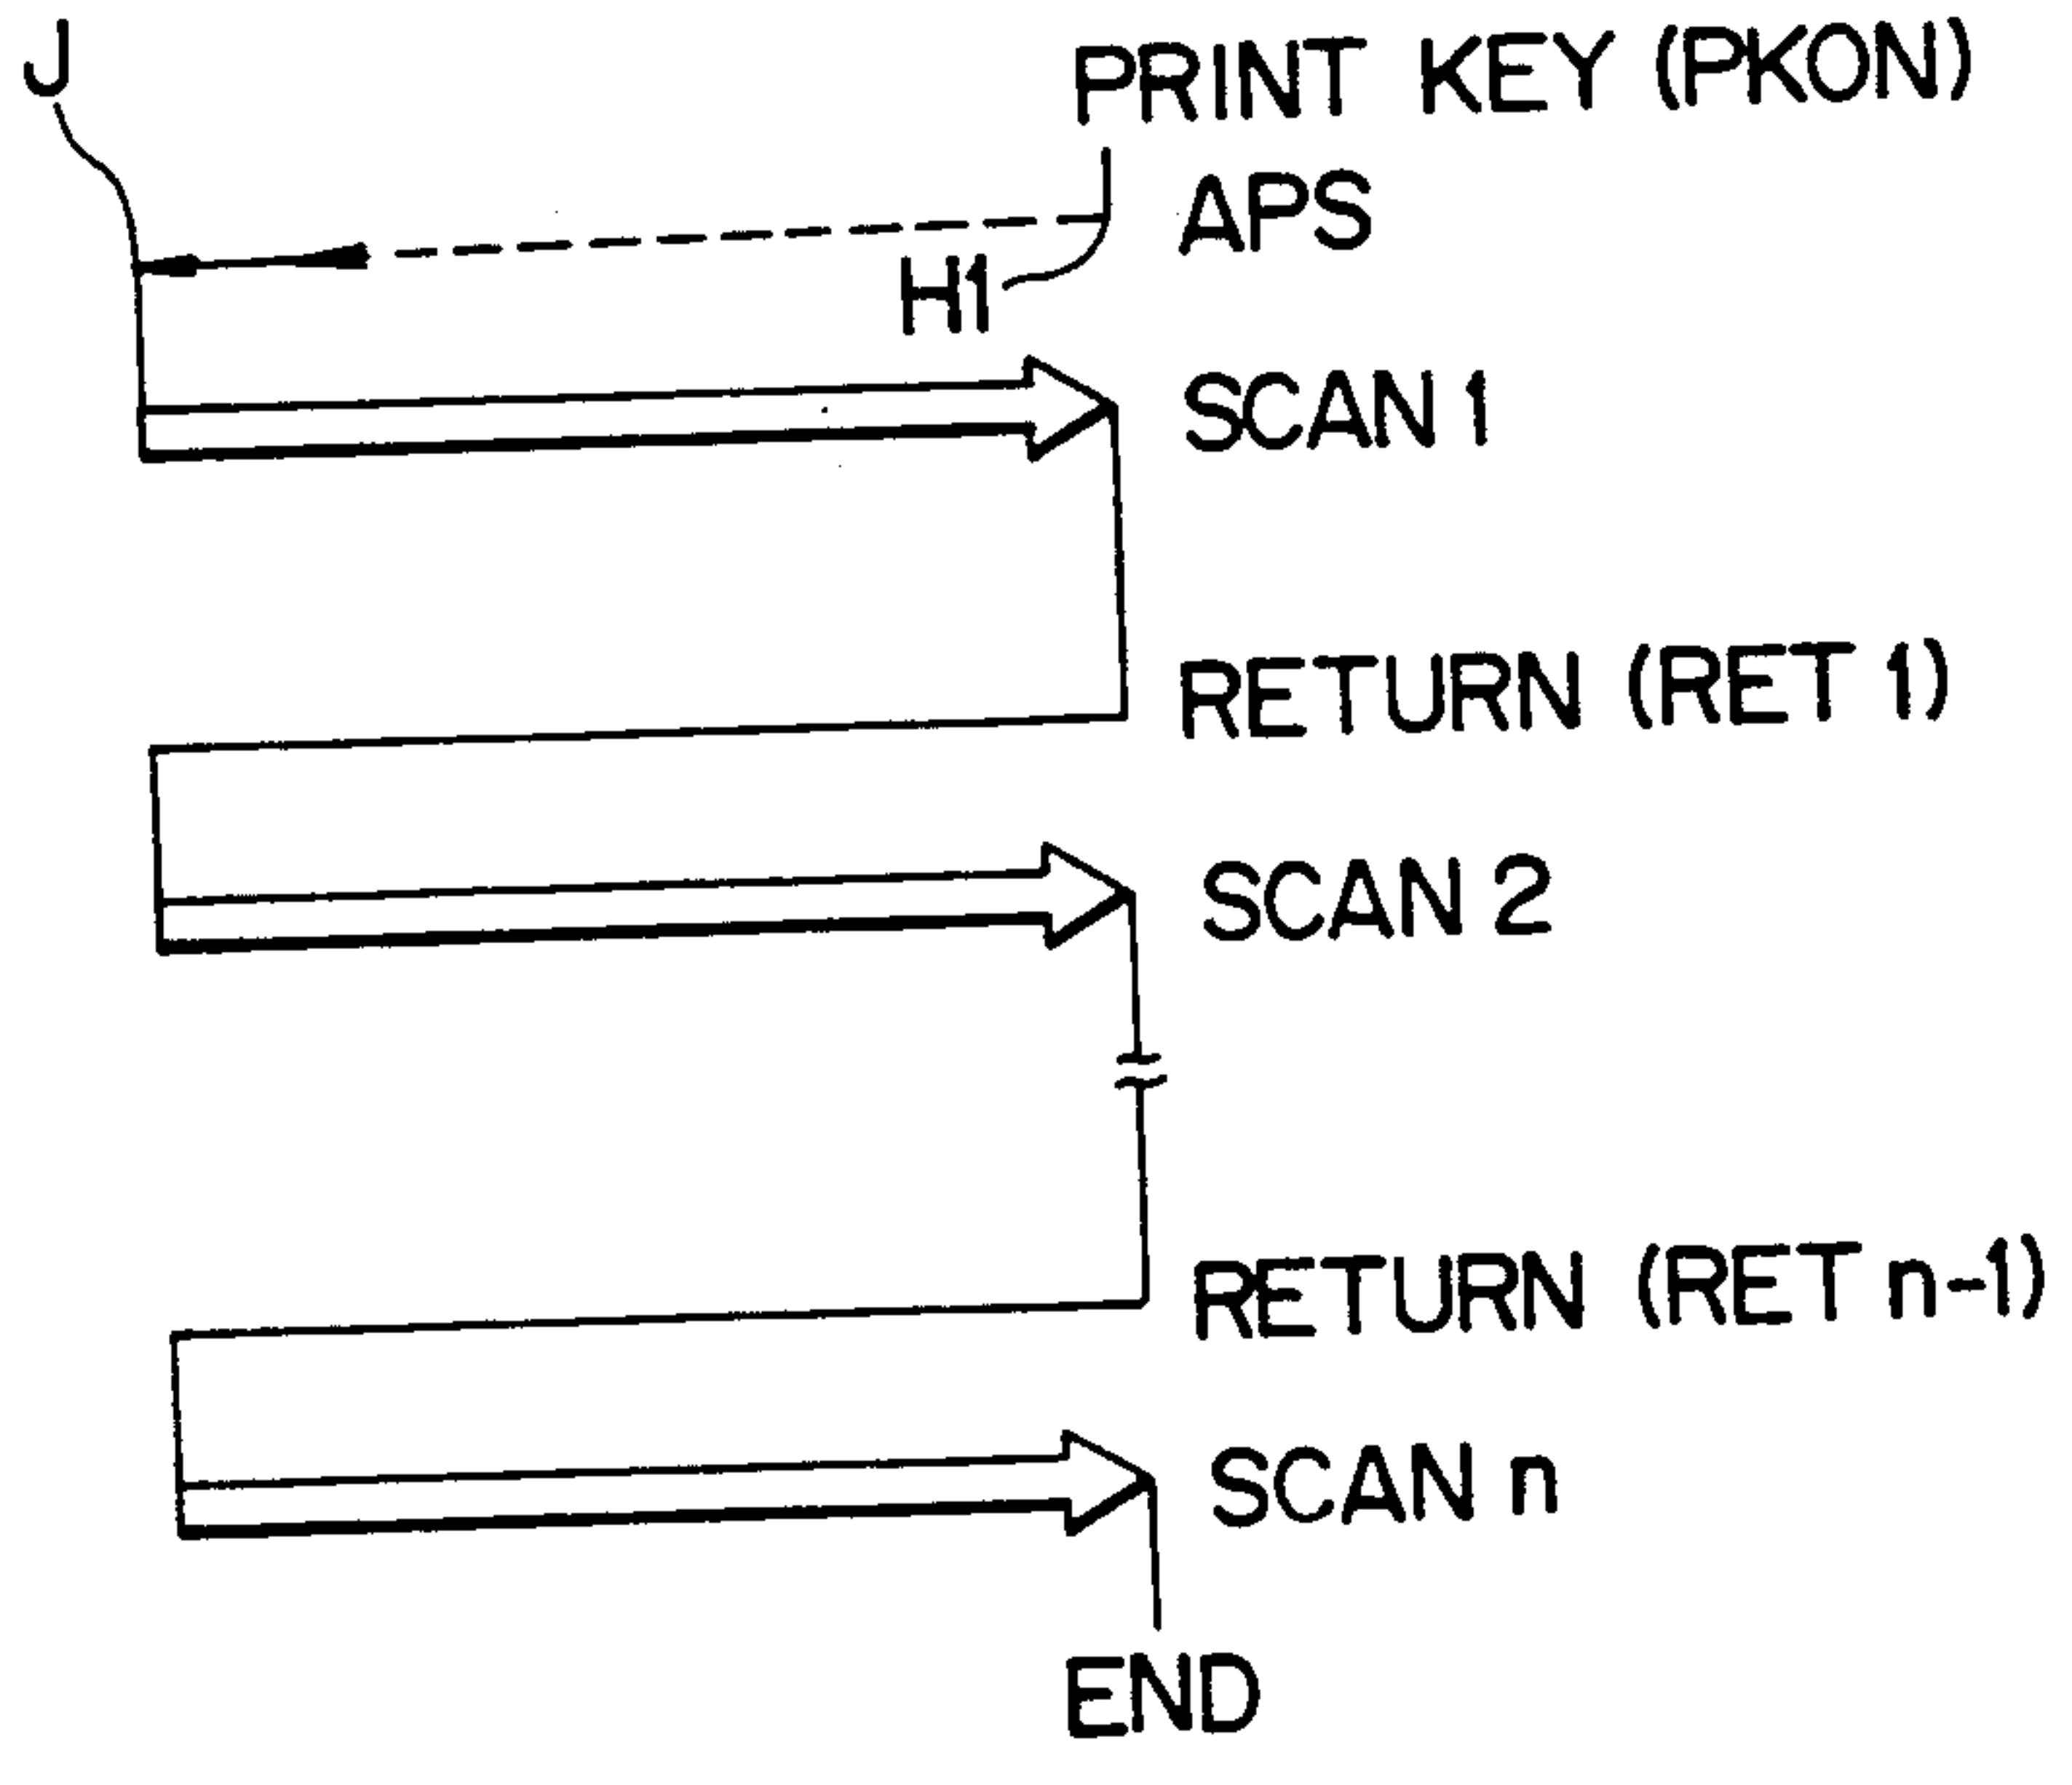 J
PRINT KEY (PKON)
APS
H1
SCAN 1
RETURN (RET 1)
SCAN 2
RETURN (RET n-1)
SCAN n
END